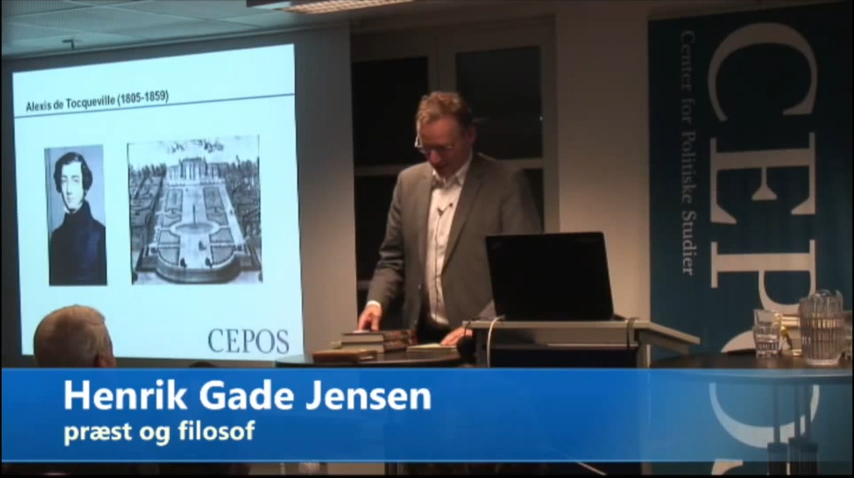 Alexis de Tocqueville (1805-1859)
CEPOS
Center for Politiske Studier
CEPOS
Henrik Gade Jensen
præst og filosof